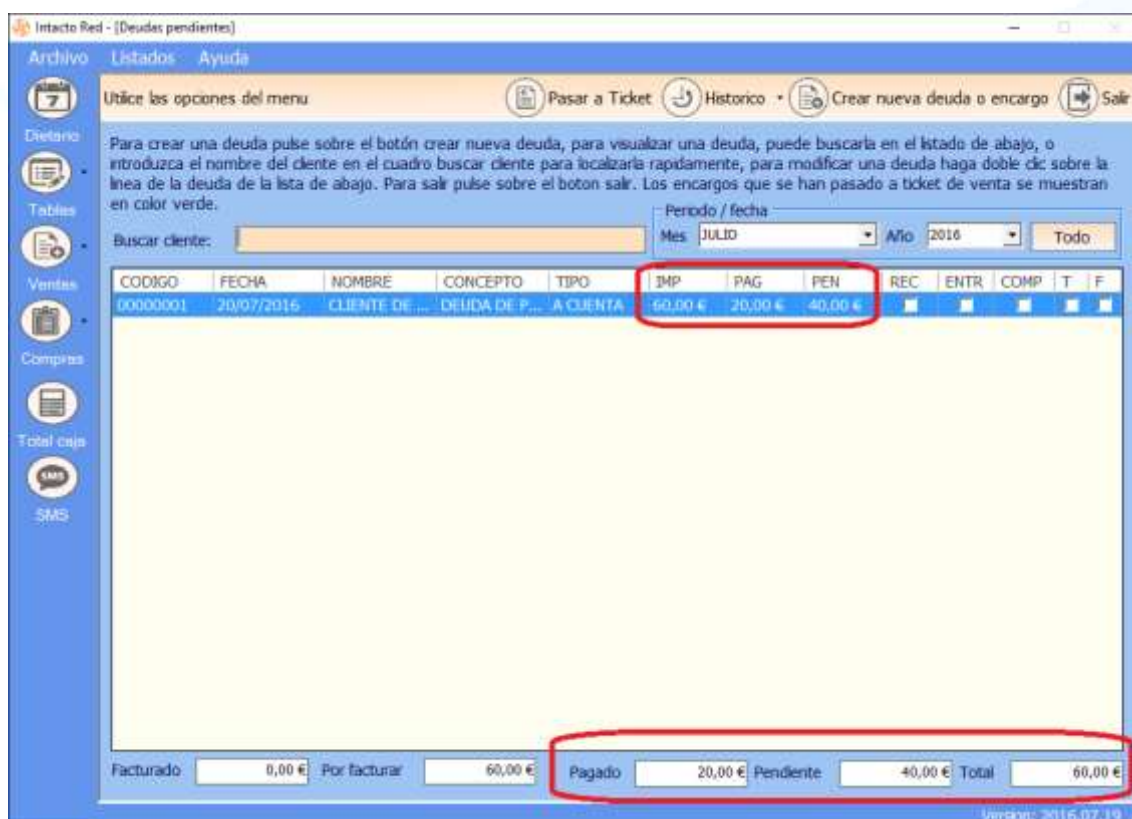 Intacto Red - [Deudas pendientes]
Archivo Listados Ayuda
Utilice las opciones del menu Pasar a Ticket Historico Crear nueva deuda o encargo Salir
Dietario
Para crear una deuda pulse sobre el botón crear nueva deuda, para visualizar una deuda, puede buscarla en el listado de abajo, o
introduzca el nombre del cliente en el cuadro buscar cliente para localizarla rapidamente, para modificar una deuda haga doble clic sobre la
linea de la deuda de la lista de abajo. Para salir pulse sobre el boton salir. Los encargos que se han pasado a ticket de venta se muestran
en color verde.
Tablas
Periodo / fecha
Buscar cliente: Mes JULIO Año 2016 Todo
Ventas
CODIGO FECHA NOMBRE CONCEPTO TIPO IMP PAG PEN REC ENTR COMP T F
00000001 20/07/2016 CLIENTE DE ... DEUDA DE P... A CUENTA 60,00 € 20,00 € 40,00 €
Compras
Total caja
SMS
SMS
Facturado 0,00 € Por facturar 60,00 € Pagado 20,00 € Pendiente 40,00 € Total 60,00 €
Version: 2016.07.19